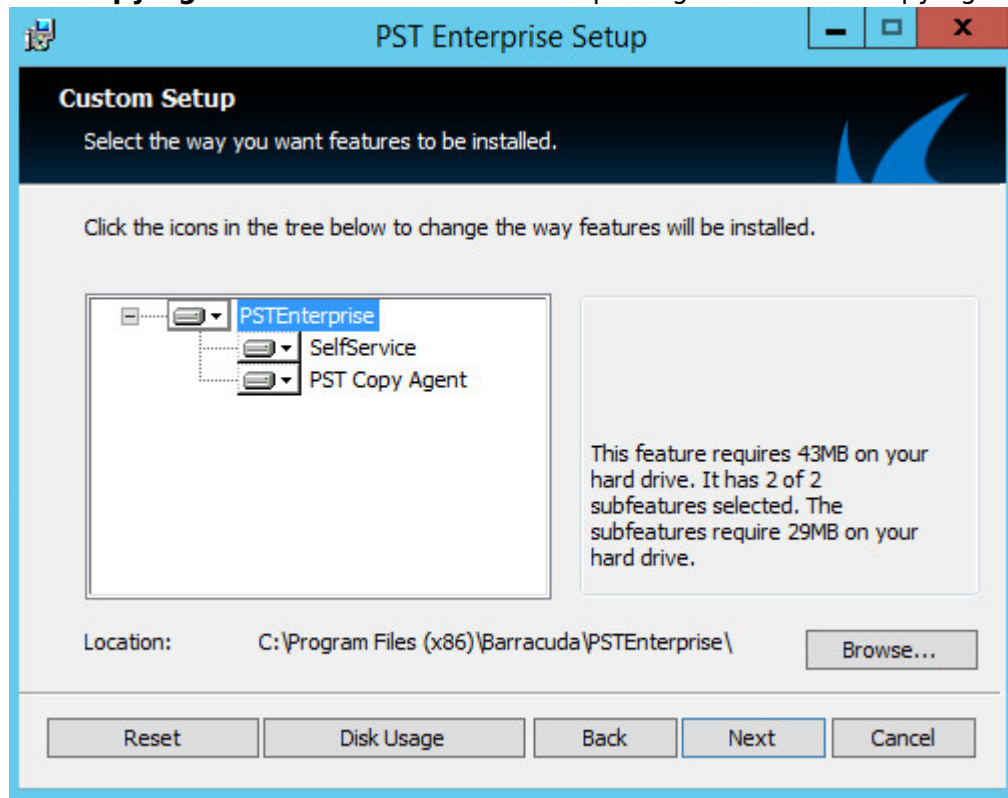 PST Enterprise Setup
Custom Setup
Select the way you want features to be installed.
Click the icons in the tree below to change the way features will be installed.
PSTEnterprise
SelfService
PST Copy Agent
This feature requires 43MB on your
hard drive. It has 2 of 2
subfeatures selected. The
subfeatures require 29MB on your
hard drive.
Location: C:\Program Files (x86)\Barracuda\PSTEnterprise\ Browse...
Reset Disk Usage Back Next Cancel